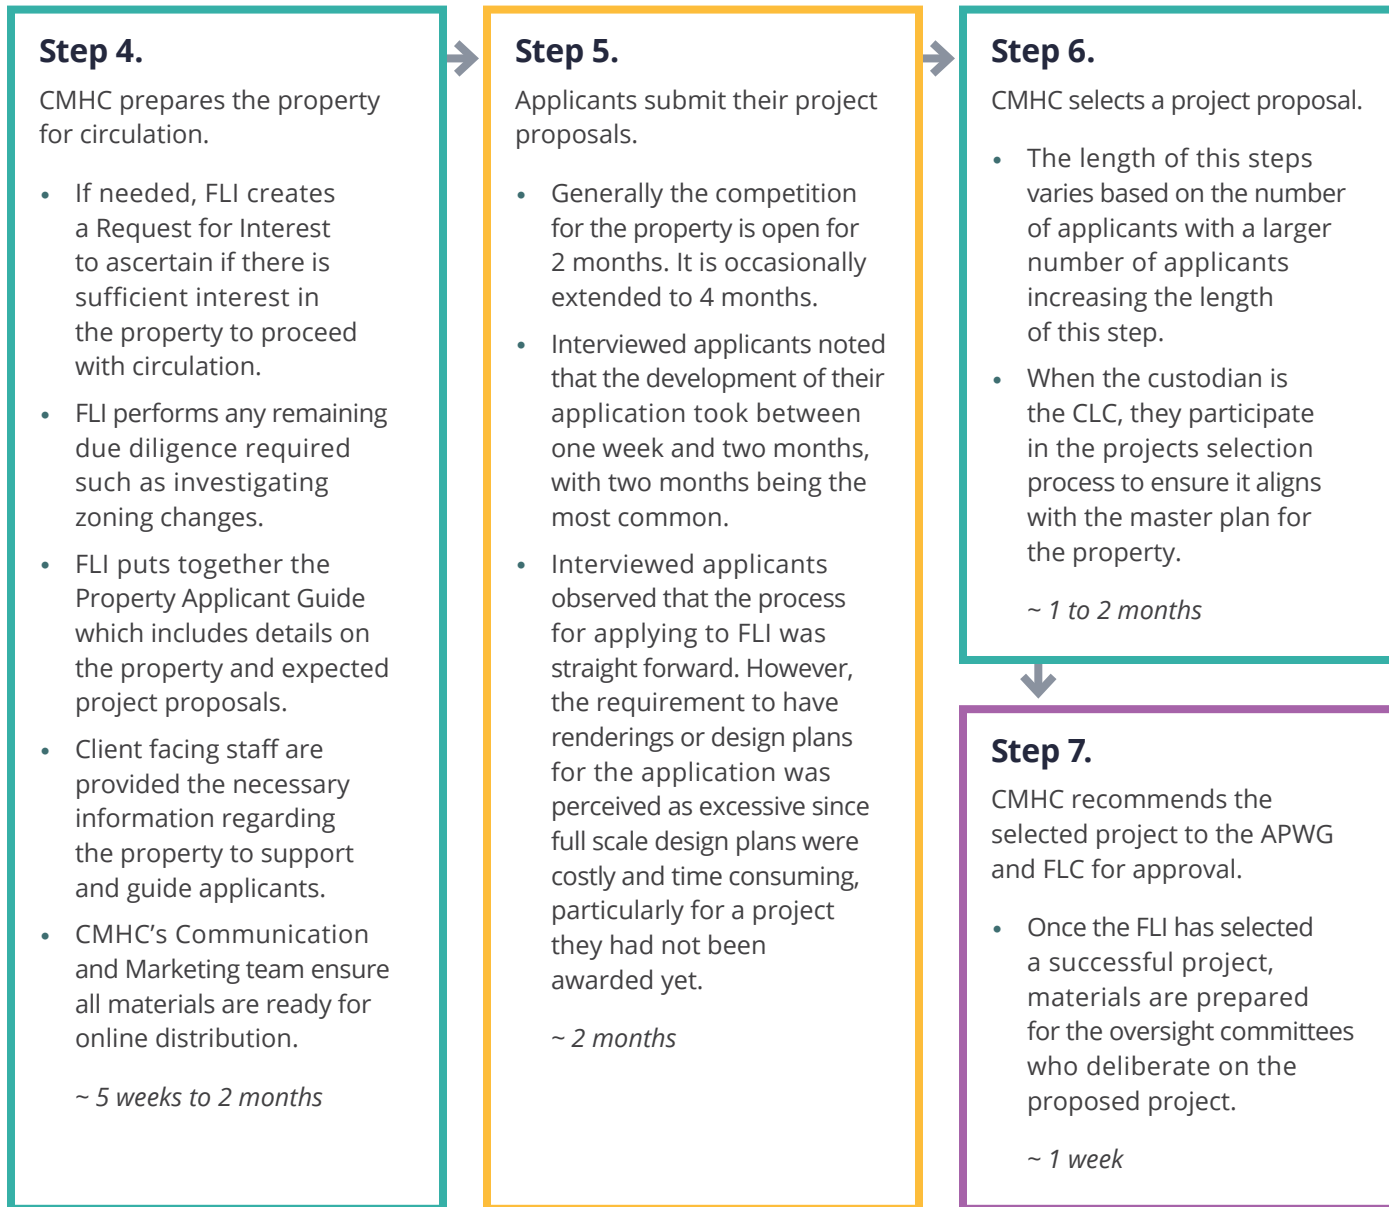 Step 4.
CMHC prepares the property
for circulation.
• If needed, FLI creates
a Request for Interest
to ascertain if there is
sufficient interest in
the property to proceed
with circulation.
• FLI performs any remaining
due diligence required
such as investigating
zoning changes.
• FLI puts together the
Property Applicant Guide
which includes details on
the property and expected
project proposals.
• Client facing staff are
provided the necessary
information regarding
the property to support
and guide applicants.
• CMHC’s Communication
and Marketing team ensure
all materials are ready for
online distribution.
~ 5 weeks to 2 months
Step 5.
Applicants submit their project
proposals.
• Generally the competition
for the property is open for
2 months. It is occasionally
extended to 4 months.
• Interviewed applicants noted
that the development of their
application took between
one week and two months,
with two months being the
most common.
• Interviewed applicants
observed that the process
for applying to FLI was
straight forward. However,
the requirement to have
renderings or design plans
for the application was
perceived as excessive since
full scale design plans were
costly and time consuming,
particularly for a project
they had not been
awarded yet.
~ 2 months
Step 6.
CMHC selects a project proposal.
• The length of this steps
varies based on the number
of applicants with a larger
number of applicants
increasing the length
of this step.
• When the custodian is
the CLC, they participate
in the projects selection
process to ensure it aligns
with the master plan for
the property.
~ 1 to 2 months
Step 7.
CMHC recommends the
selected project to the APWG
and FLC for approval.
• Once the FLI has selected
a successful project,
materials are prepared
for the oversight committees
who deliberate on the
proposed project.
~ 1 week